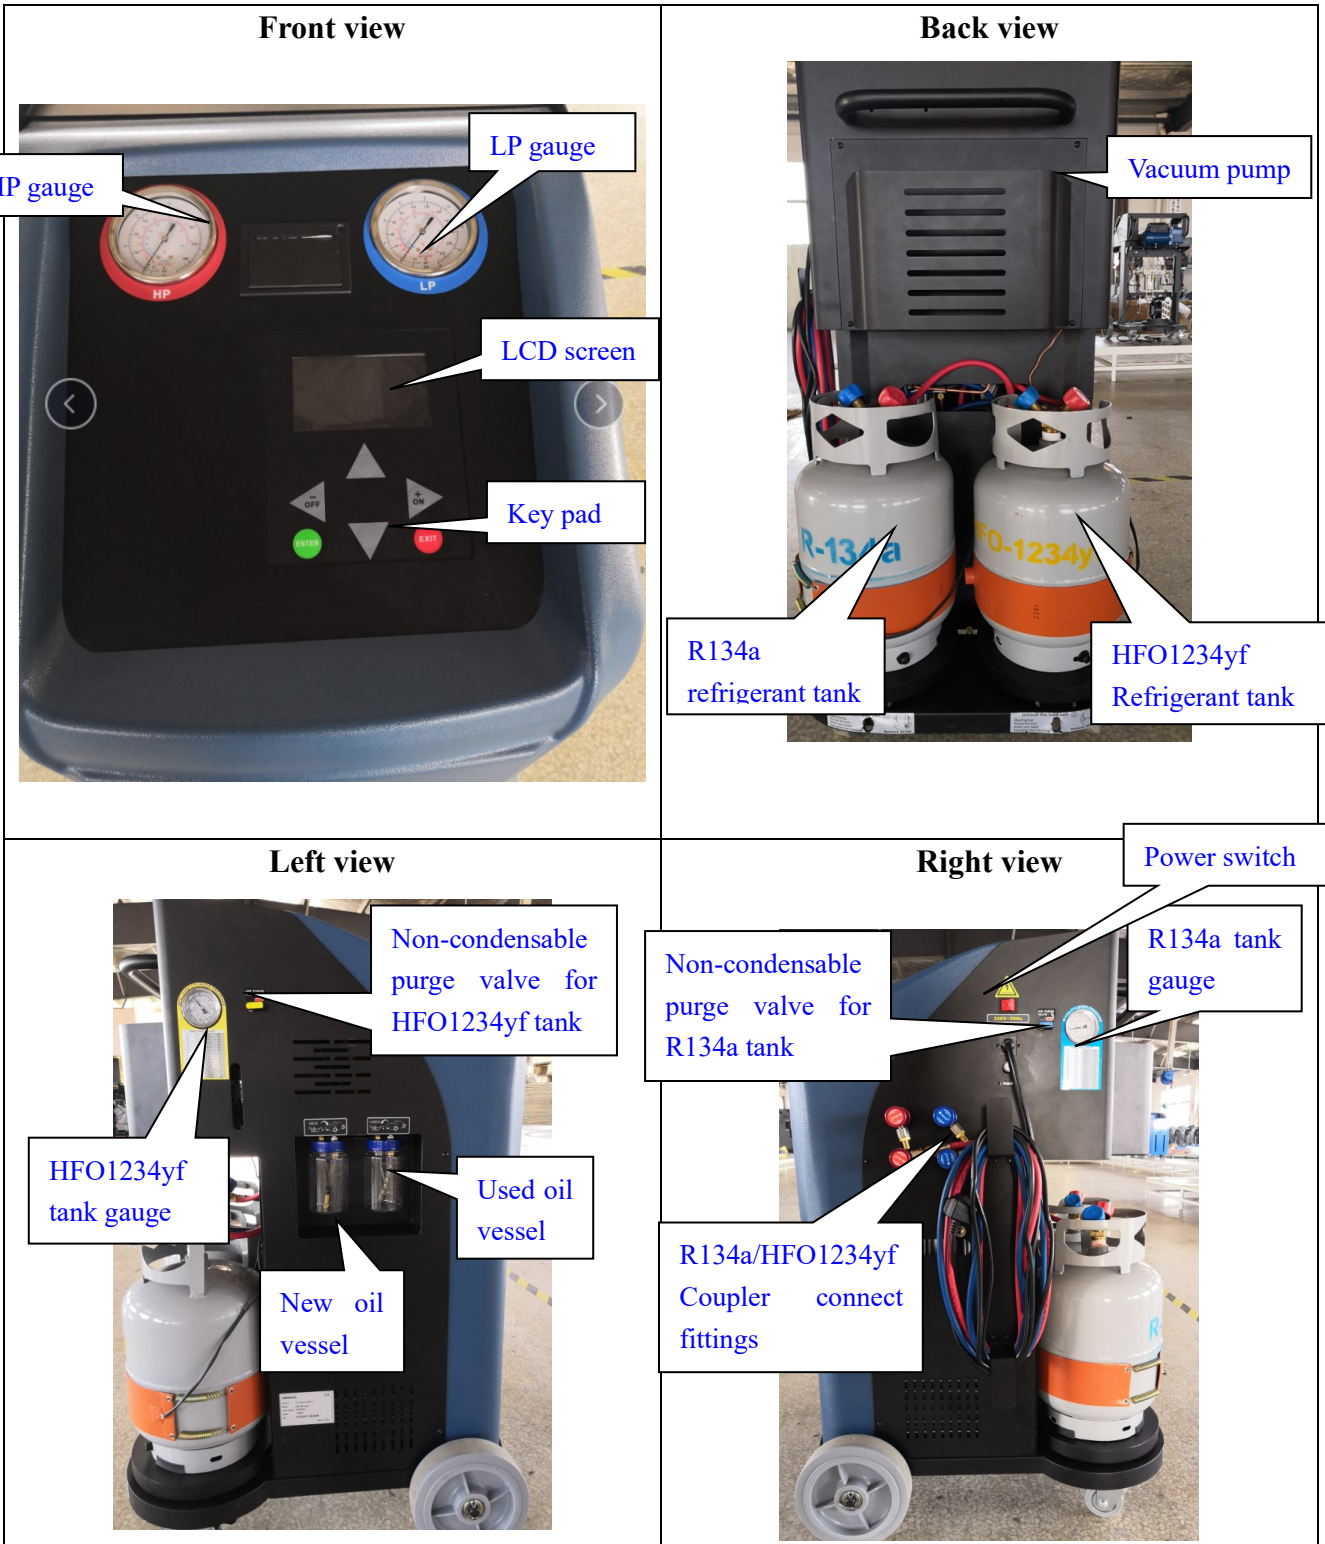 Front view
HP gauge
LP gauge
HP
LP
LCD screen
−
OFF
+
ON
Key pad
ENTER
EXIT
Back view
Vacuum pump
R-134a
HFO-1234y
R134a
refrigerant tank
HFO1234yf
Refrigerant tank
Left view
Non-condensable
purge valve for
HFO1234yf tank
HFO1234yf
tank gauge
Used oil
vessel
New oil
vessel
Right view
Power switch
R134a tank
gauge
Non-condensable
purge valve for
R134a tank
R134a/HFO1234yf
Coupler connect
fittings
R-